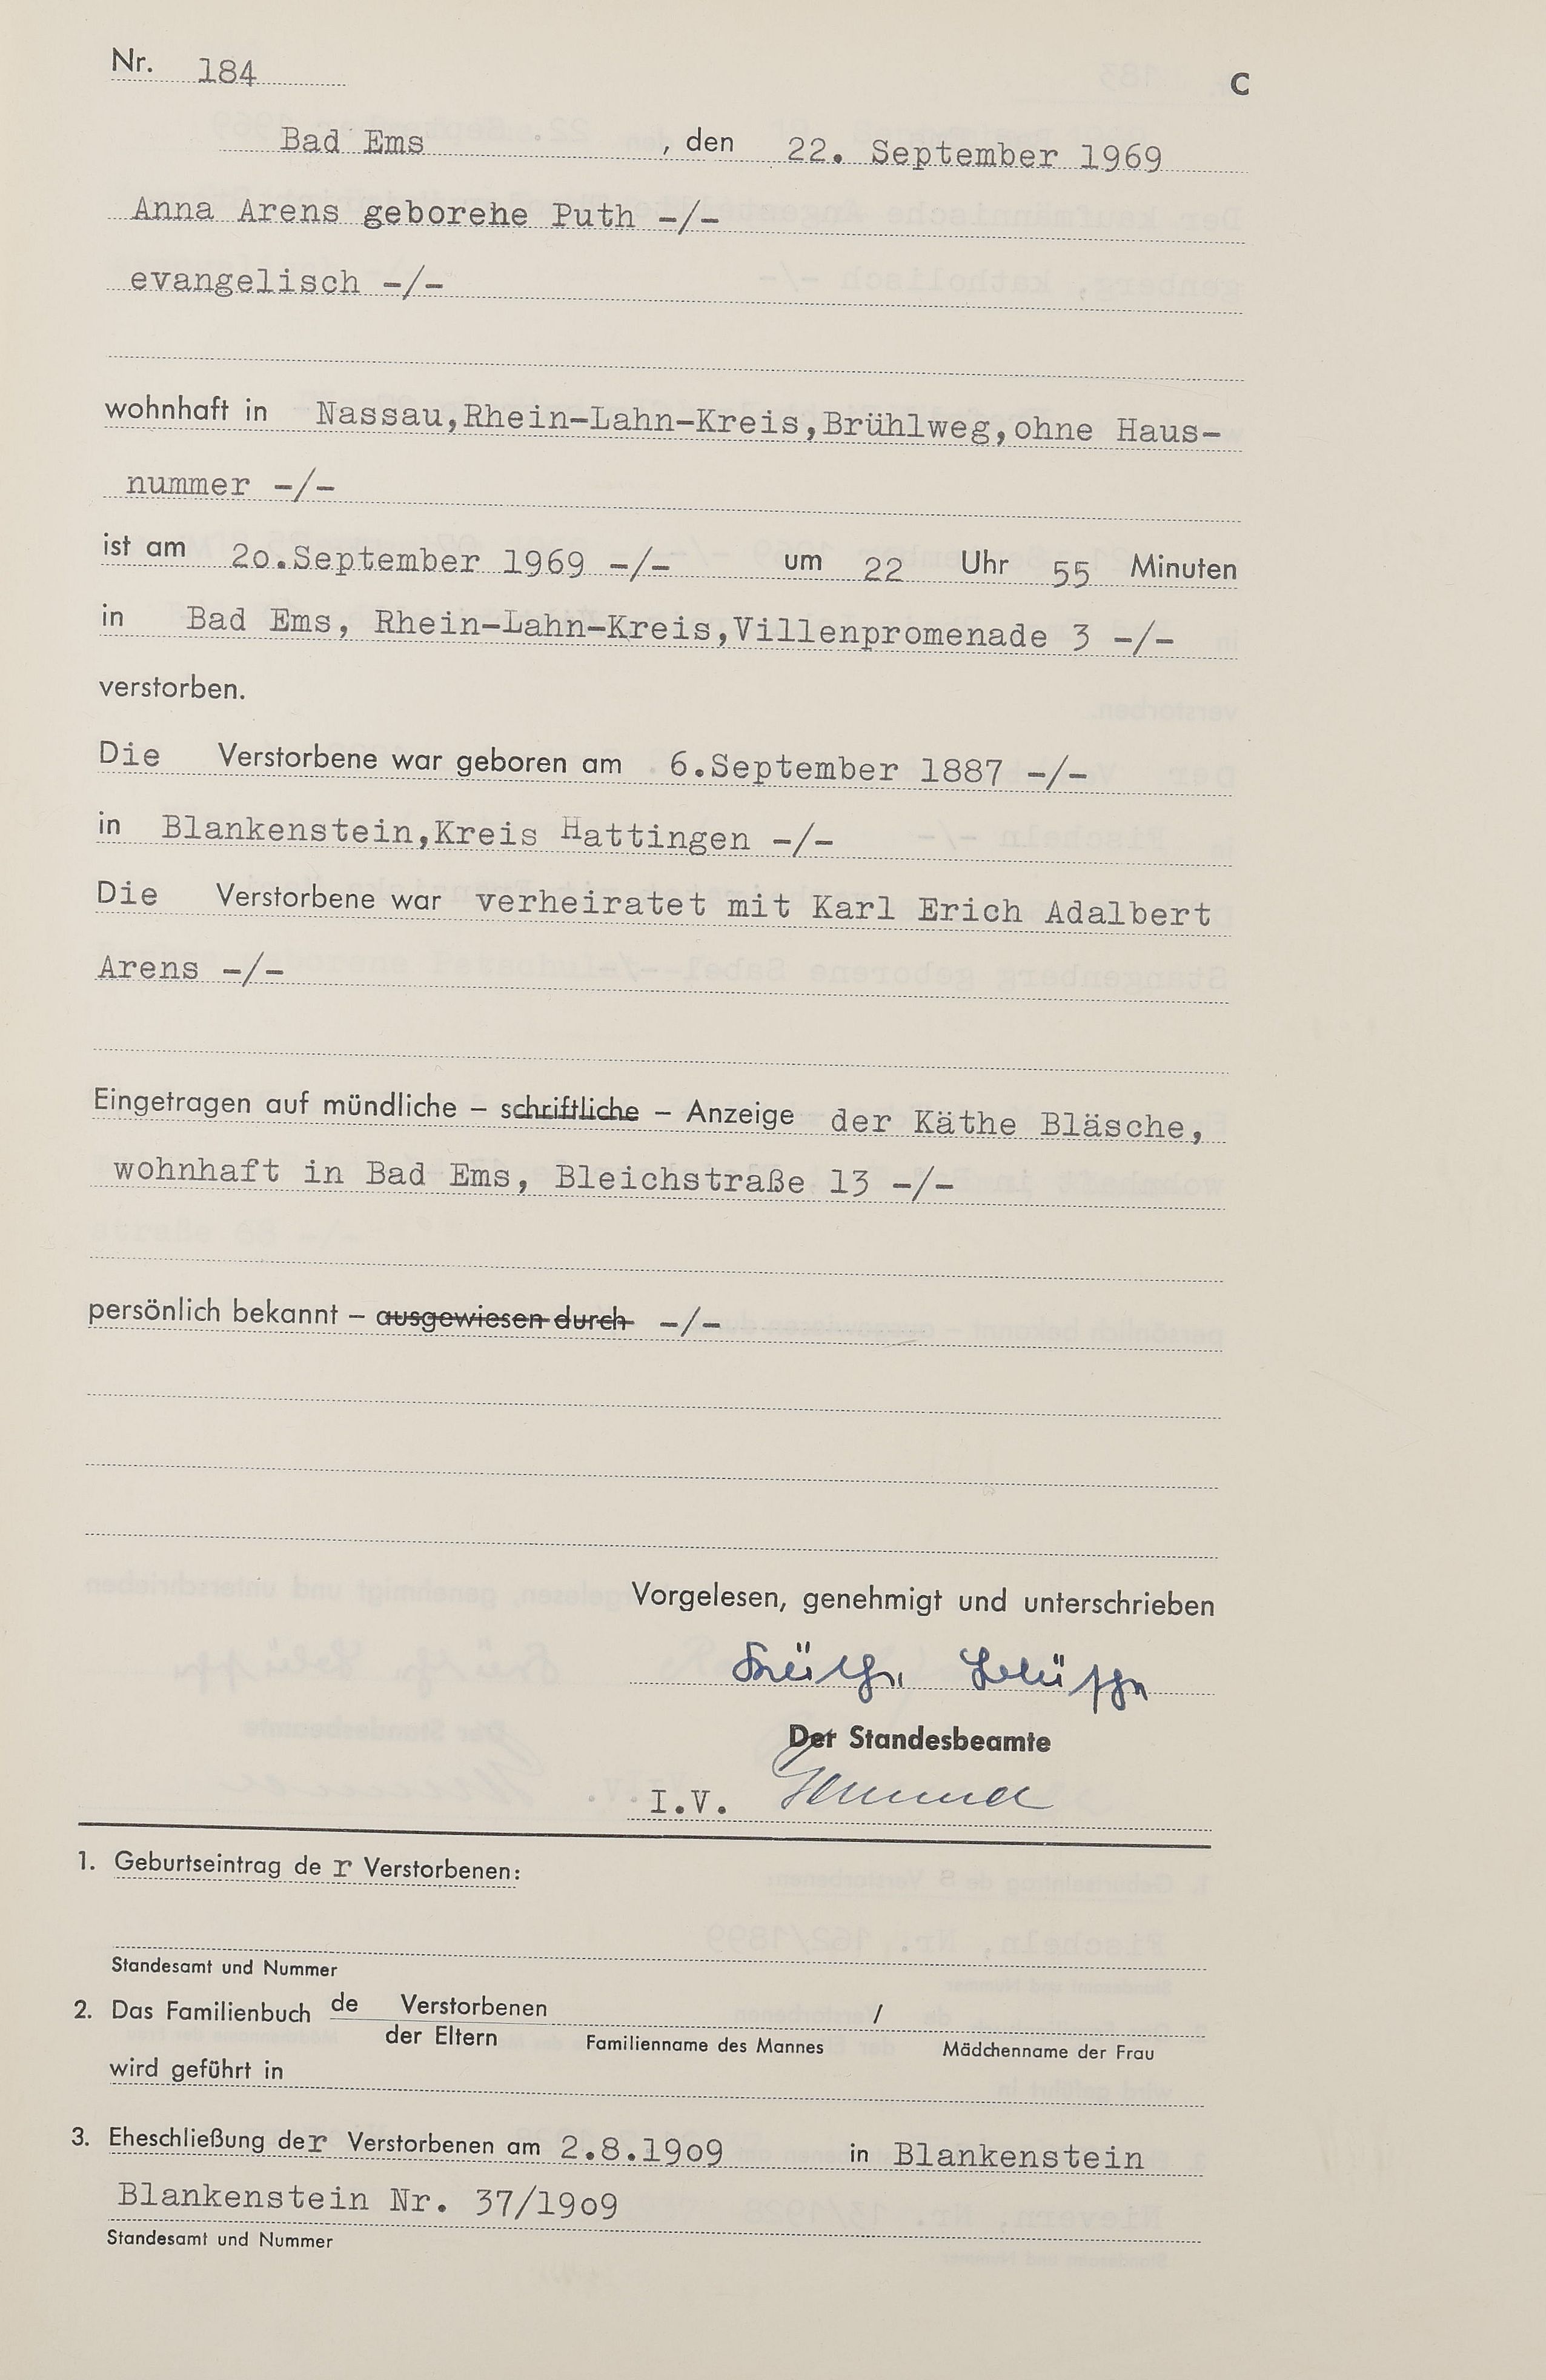 Nr. 184
C
Bad Ems , den 22. September 1969
Anna Arens geborehe Puth -/-
evangelisch -/-
wohnhaft in Nassau,Rhein-Lahn-Kreis,Brühlweg,ohne Haus-
nummer -/-
ist am 2o.September 1969 -/- um 22 Uhr 55 Minuten
in Bad Ems, Rhein-Lahn-Kreis,Villenpromenade 3 -/-
verstorben.
Die Verstorbene war geboren am 6.September 1887 -/-
in Blankenstein,Kreis Hattingen -/-
Die Verstorbene war verheiratet mit Karl Erich Adalbert
Arens -/-
Eingetragen auf mündliche – schriftliche – Anzeige der Käthe Bläsche,
wohnhaft in Bad Ems, Bleichstraße 13 -/-
persönlich bekannt – ausgewiesen durch -/-
Vorgelesen, genehmigt und unterschrieben
Käthe Bläsche
Der Standesbeamte
I.V.
1. Geburtseintrag der Verstorbenen:
Standesamt und Nummer
2. Das Familienbuch de Verstorbenen /
der Eltern Familienname des Mannes Mädchenname der Frau
wird geführt in
3. Eheschließung der Verstorbenen am 2.8.19o9 in Blankenstein
Blankenstein Nr. 37/19o9
Standesamt und Nummer